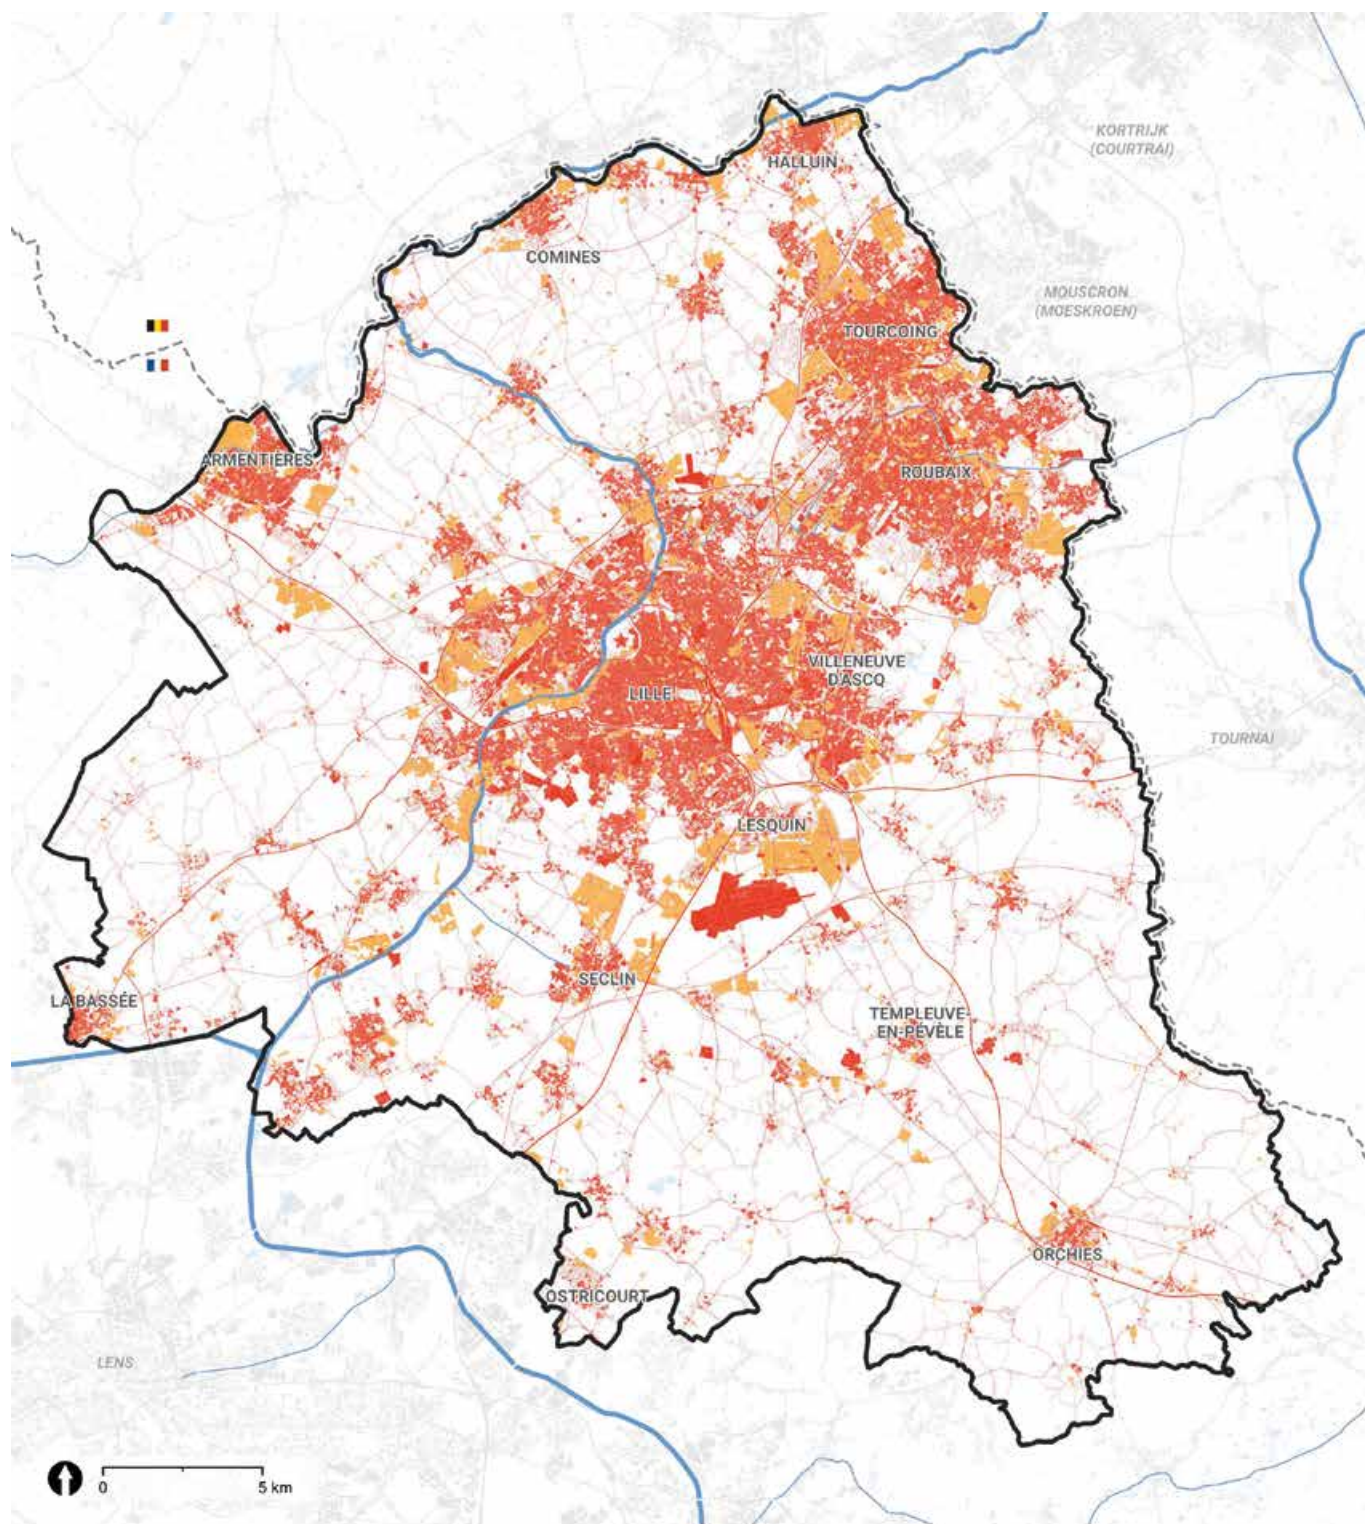 KORTRIJK
(COURTRAI)
HALLUIN
COMINES
MOUSCRON
(MOESKROEN)
TOURCOING
ARMENTIÈRES
ROUBAIX
VILLENEUVE
D'ASCQ
LILLE
TOURNAI
LESQUIN
SECLIN
LA BASSÉE
TEMPLEUVE-
EN-PÉVÈLE
ORCHIES
OSTRICOURT
LENS
0
5 km